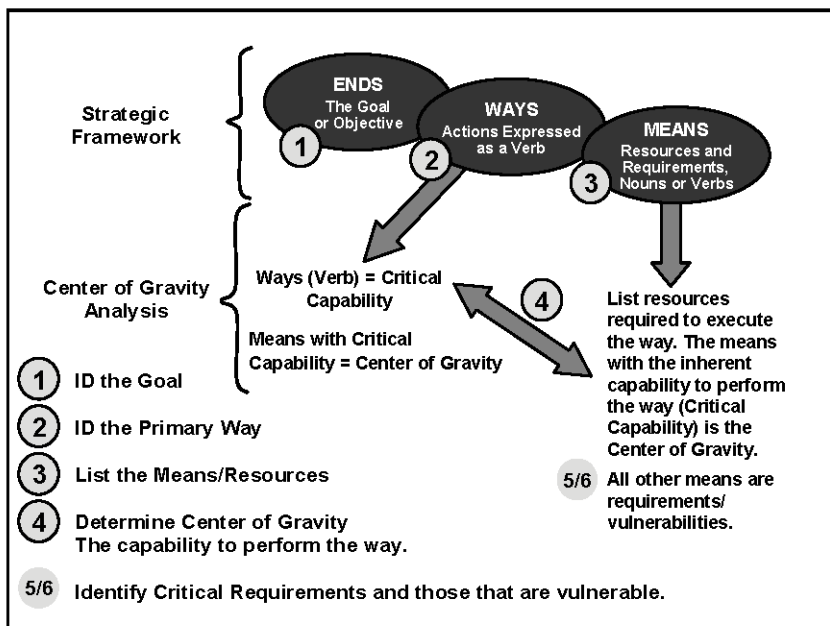 Strategic
Framework
ENDS
The Goal
or Objective
1
WAYS
Actions Expressed
as a Verb
2
MEANS
Resources and
Requirements,
Nouns or Verbs
3
Center of Gravity
Analysis
Ways (Verb) = Critical
Capability
Means with Critical
Capability = Center of Gravity
4
List resources
required to execute
the way. The means
with the inherent
capability to perform
the way (Critical
Capability) is the
Center of Gravity.
5/6 All other means are
requirements/
vulnerabilities.
1 ID the Goal
2 ID the Primary Way
3 List the Means/Resources
4 Determine Center of Gravity
The capability to perform the way.
5/6 Identify Critical Requirements and those that are vulnerable.